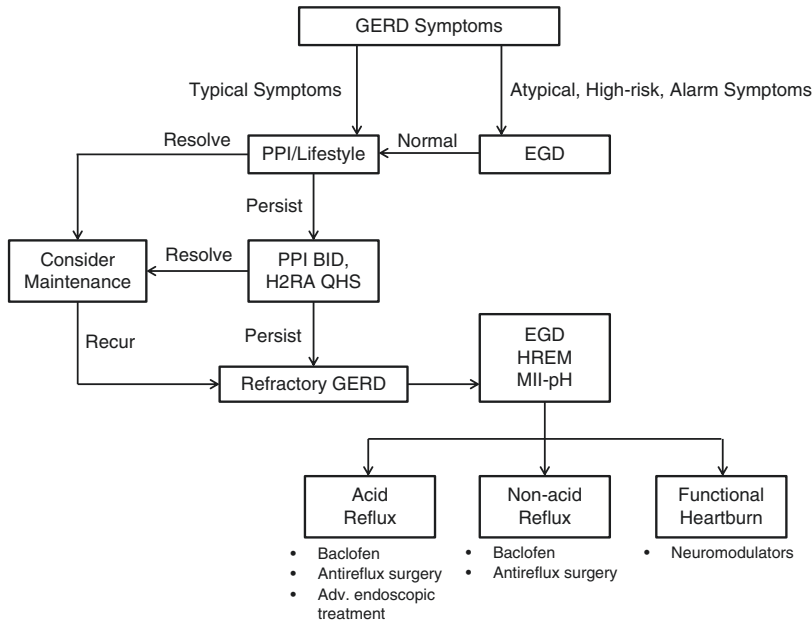 GERD Symptoms
Typical Symptoms
Atypical, High-risk, Alarm Symptoms
Resolve
PPI/Lifestyle
Normal
EGD
Persist
Consider
Maintenance
Resolve
PPI BID,
H2RA QHS
Recur
Persist
EGD
HREM
MII-pH
Refractory GERD
Acid
Reflux
• Baclofen
• Antireflux surgery
• Adv. endoscopic
treatment
Non-acid
Reflux
• Baclofen
• Antireflux surgery
Functional
Heartburn
• Neuromodulators